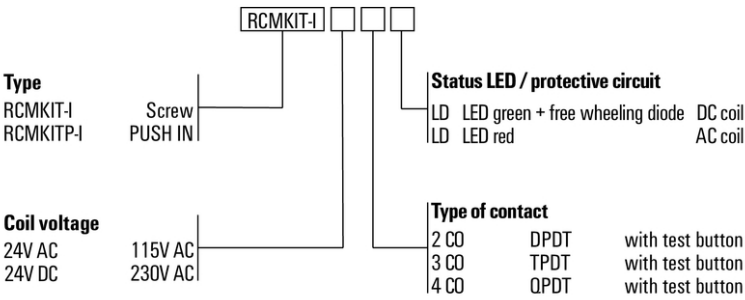 RCMKIT-I
Type
RCMKIT-I Screw
RCMKITP-I PUSH IN
Status LED / protective circuit
LD LED green + free wheeling diode DC coil
LD LED red AC coil
Coil voltage
24V AC 115V AC
24V DC 230V AC
Type of contact
2 CO DPDT with test button
3 CO TPDT with test button
4 CO QPDT with test button